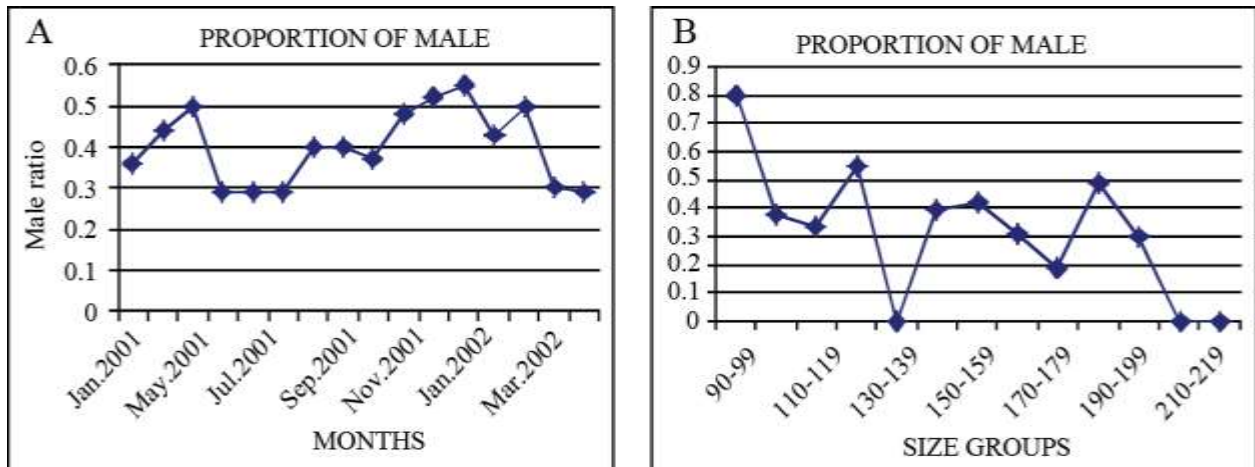 A
PROPORTION OF MALE
0.6
0.5
0.4
0.3
0.2
0.1
0
Male ratio
Jan.2001
May.2001
Jul.2001
Sep.2001
Nov.2001
Jan.2002
Mar.2002
MONTHS
B
PROPORTION OF MALE
0.9
0.8
0.7
0.6
0.5
0.4
0.3
0.2
0.1
0
90-99
110-119
130-139
150-159
170-179
190-199
210-219
SIZE GROUPS